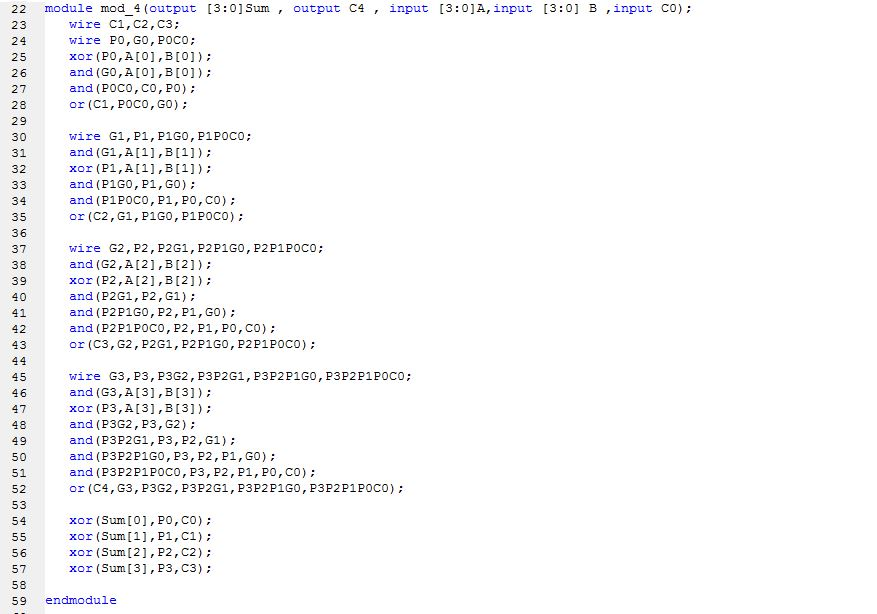 22 module mod_4(output [3:0]Sum , output C4 , input [3:0]A,input [3:0] B ,input C0);
23 wire C1,C2,C3;
24 wire P0,G0,P0C0;
25 xor(P0,A[0],B[0]);
26 and(G0,A[0],B[0]);
27 and(P0C0,C0,P0);
28 or(C1,P0C0,G0);
29
30 wire G1,P1,P1G0,P1P0C0;
31 and(G1,A[1],B[1]);
32 xor(P1,A[1],B[1]);
33 and(P1G0,P1,G0);
34 and(P1P0C0,P1,P0,C0);
35 or(C2,G1,P1G0,P1P0C0);
36
37 wire G2,P2,P2G1,P2P1G0,P2P1P0C0;
38 and(G2,A[2],B[2]);
39 xor(P2,A[2],B[2]);
40 and(P2G1,P2,G1);
41 and(P2P1G0,P2,P1,G0);
42 and(P2P1P0C0,P2,P1,P0,C0);
43 or(C3,G2,P2G1,P2P1G0,P2P1P0C0);
44
45 wire G3,P3,P3G2,P3P2G1,P3P2P1G0,P3P2P1P0C0;
46 and(G3,A[3],B[3]);
47 xor(P3,A[3],B[3]);
48 and(P3G2,P3,G2);
49 and(P3P2G1,P3,P2,G1);
50 and(P3P2P1G0,P3,P2,P1,G0);
51 and(P3P2P1P0C0,P3,P2,P1,P0,C0);
52 or(C4,G3,P3G2,P3P2G1,P3P2P1G0,P3P2P1P0C0);
53
54 xor(Sum[0],P0,C0);
55 xor(Sum[1],P1,C1);
56 xor(Sum[2],P2,C2);
57 xor(Sum[3],P3,C3);
58
59 endmodule